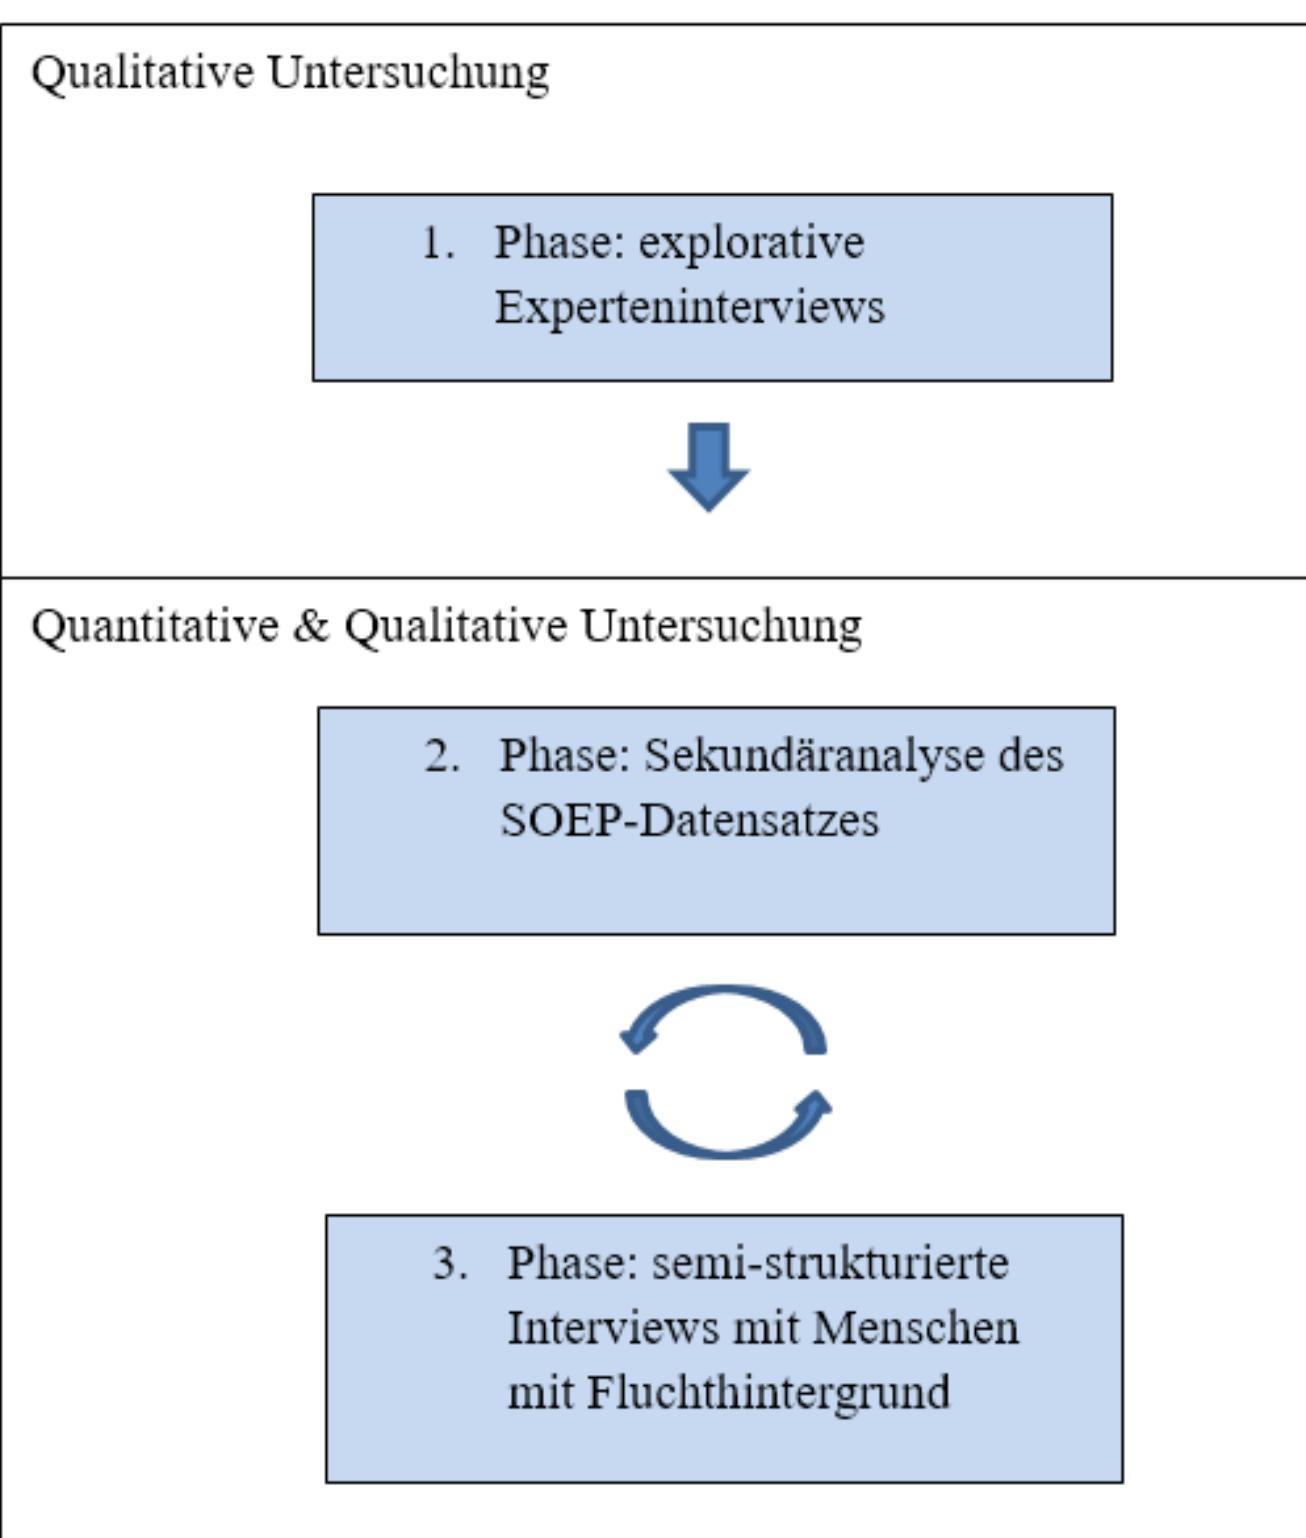 Qualitative Untersuchung
1. Phase: explorative
Experteninterviews
Quantitative & Qualitative Untersuchung
2. Phase: Sekundäranalyse des
SOEP-Datensatzes
3. Phase: semi-strukturierte
Interviews mit Menschen
mit Fluchthintergrund